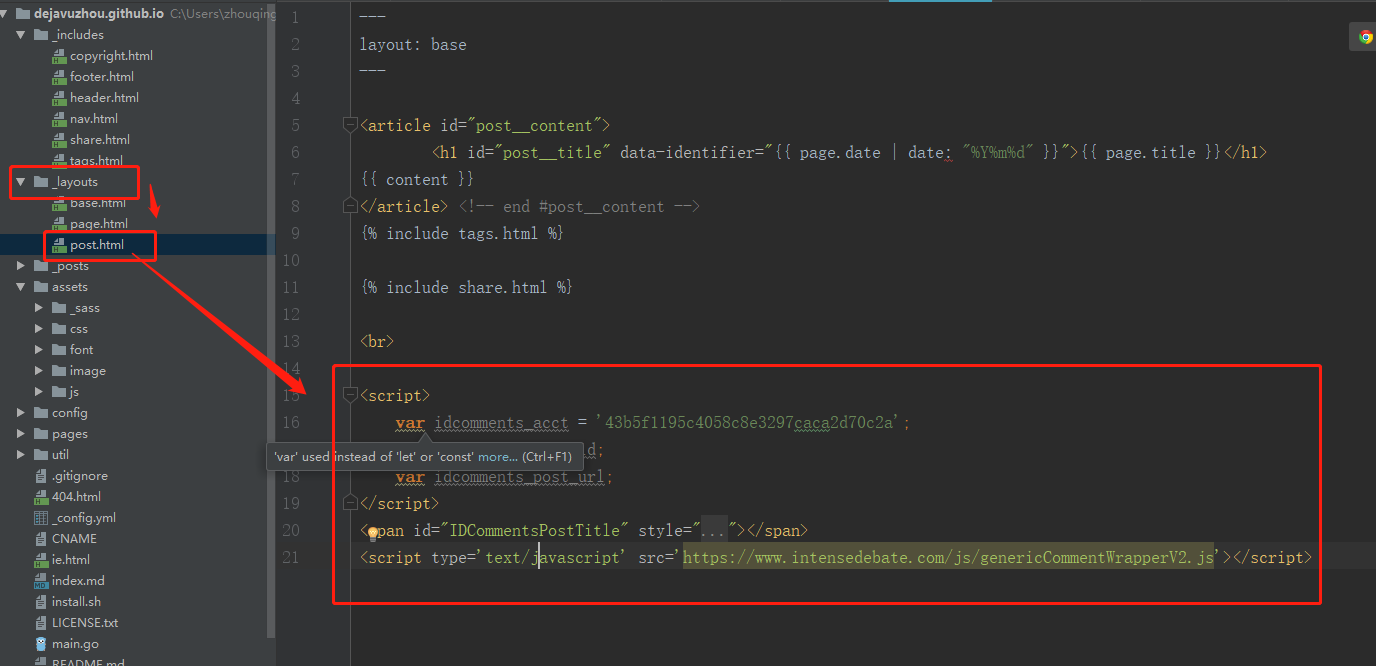 dejavuzhou.github.io C:\Users\zhouqing
_includes
copyright.html
footer.html
header.html
nav.html
share.html
tags.html
_layouts
base.html
page.html
post.html
_posts
assets
_sass
css
font
image
js
config
pages
util
.gitignore
404.html
_config.yml
CNAME
ie.html
index.md
install.sh
LICENSE.txt
main.go
README.md
1 ---
2 layout: base
3 ---
4
5 <article id="post__content">
6 <h1 id="post__title" data-identifier="{{ page.date | date: "%Y%m%d" }}">{{ page.title }}</h1>
7 {{ content }}
8 </article> <!-- end #post__content -->
9 {% include tags.html %}
10
11 {% include share.html %}
12
13 <br>
14
15 <script>
16 var idcomments_acct = '43b5f1195c4058c8e3297caca2d70c2a';
'var' used instead of 'let' or 'const' more... (Ctrl+F1) d;
18 var idcomments_post_url;
19 </script>
20 <span id="IDCommentsPostTitle" style="..."></span>
21 <script type='text/javascript' src='https://www.intensedebate.com/js/genericCommentWrapperV2.js'></script>